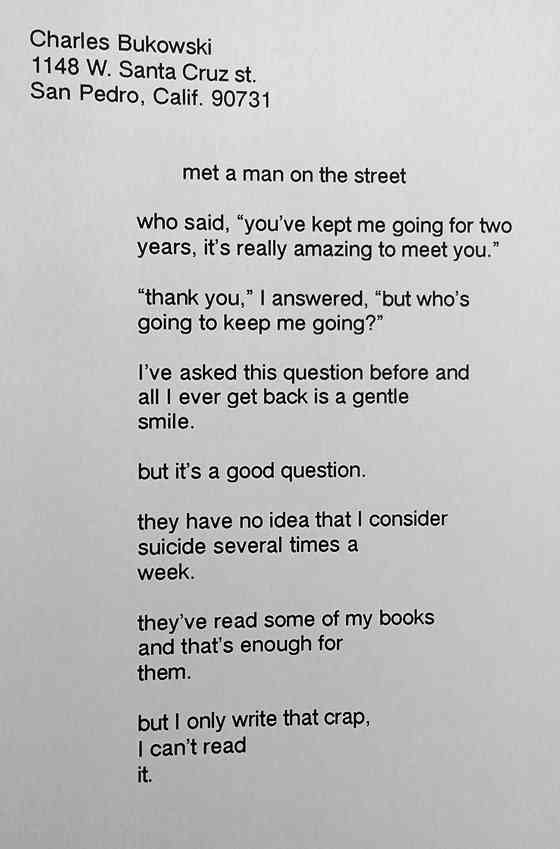 Charles Bukowski
1148 W. Santa Cruz st.
San Pedro, Calif. 90731
met a man on the street
who said, “you’ve kept me going for two
years, it’s really amazing to meet you.”
“thank you,” I answered, “but who’s
going to keep me going?”
I’ve asked this question before and
all I ever get back is a gentle
smile.
but it’s a good question.
they have no idea that I consider
suicide several times a
week.
they’ve read some of my books
and that’s enough for
them.
but I only write that crap,
I can’t read
it.